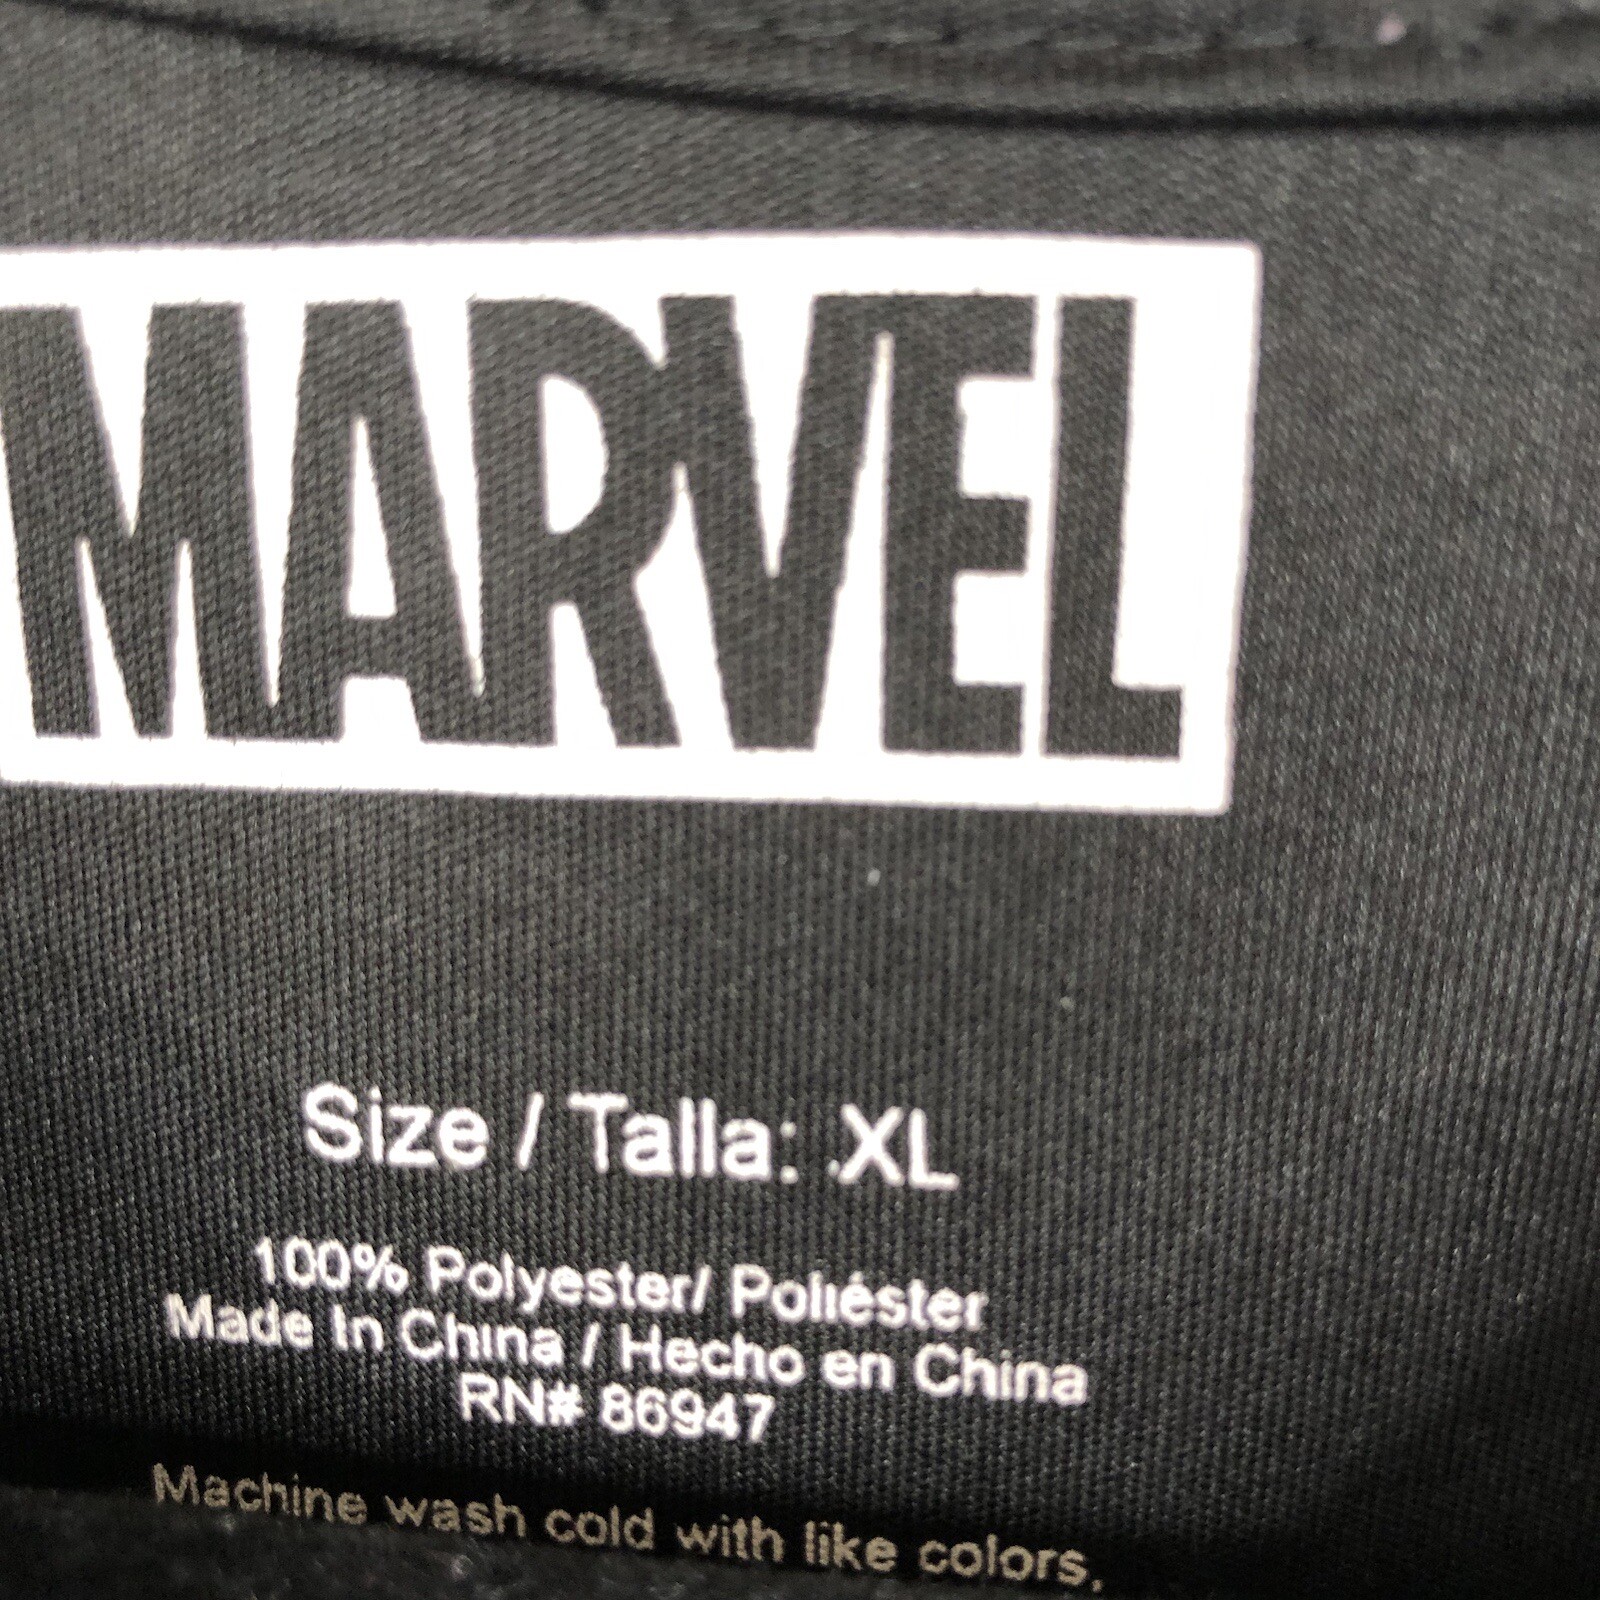 MARVEL
Size / Talla: XL
100% Polyester/ Poliéster
Made In China / Hecho en China
RN# 86947
Machine wash cold with like colors,